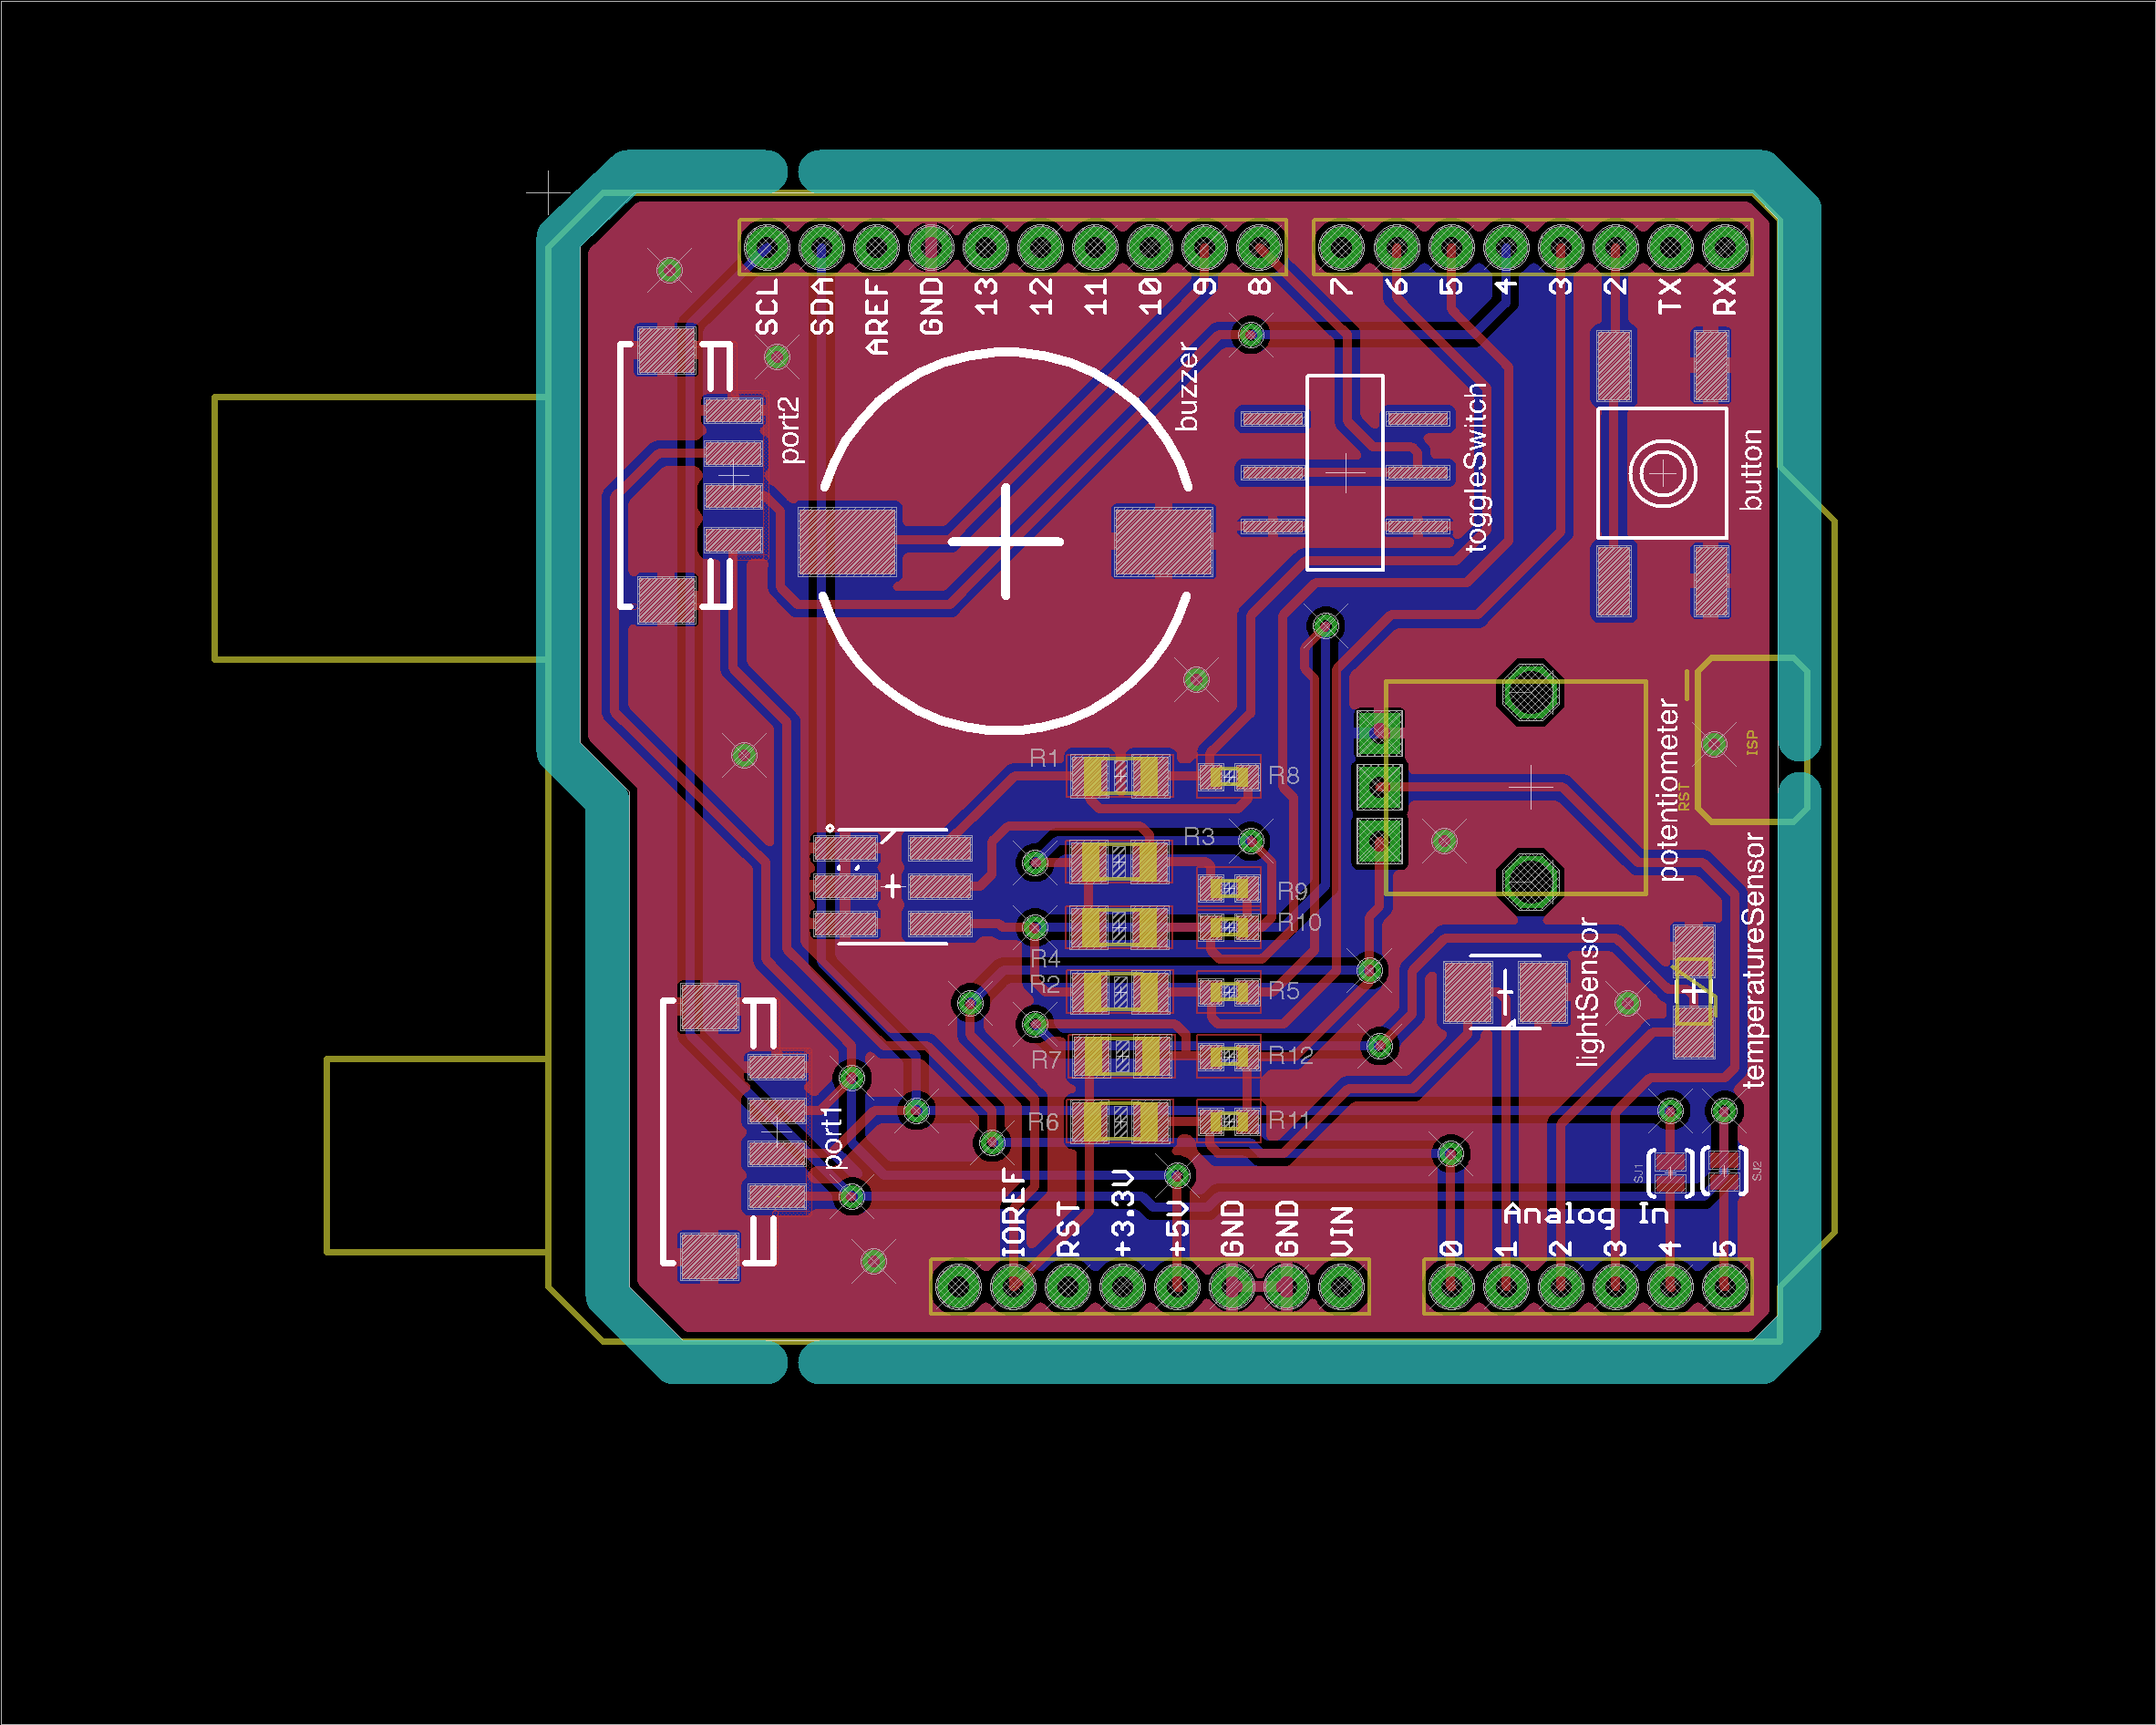 SCL
SDA
AREF
GND
13
12
11
10
9
8
7
6
5
4
3
2
TX
RX
port2
buzzer
toggleSwitch
button
R1
R8
potentiometer
RST
ISP
R3
R9
R10
R4
R2
R5
lightSensor
temperatureSensor
R7
R12
R6
R11
port1
SJ1
SJ2
IOREF
RST
+3.3V
+5V
GND
GND
VIN
Analog In
0
1
2
3
4
5